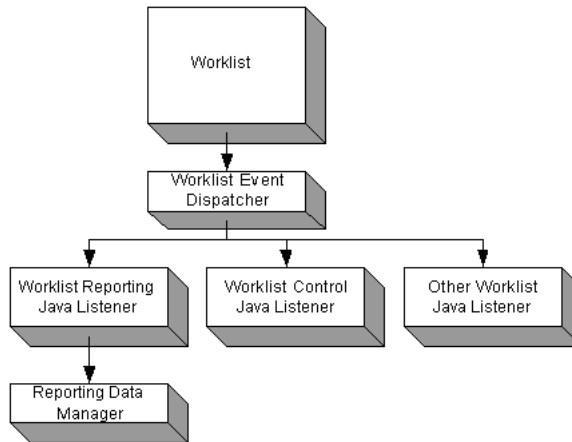 Worklist
Worklist Event
Dispatcher
Worklist Reporting
Java Listener
Worklist Control
Java Listener
Other Worklist
Java Listener
Reporting Data
Manager